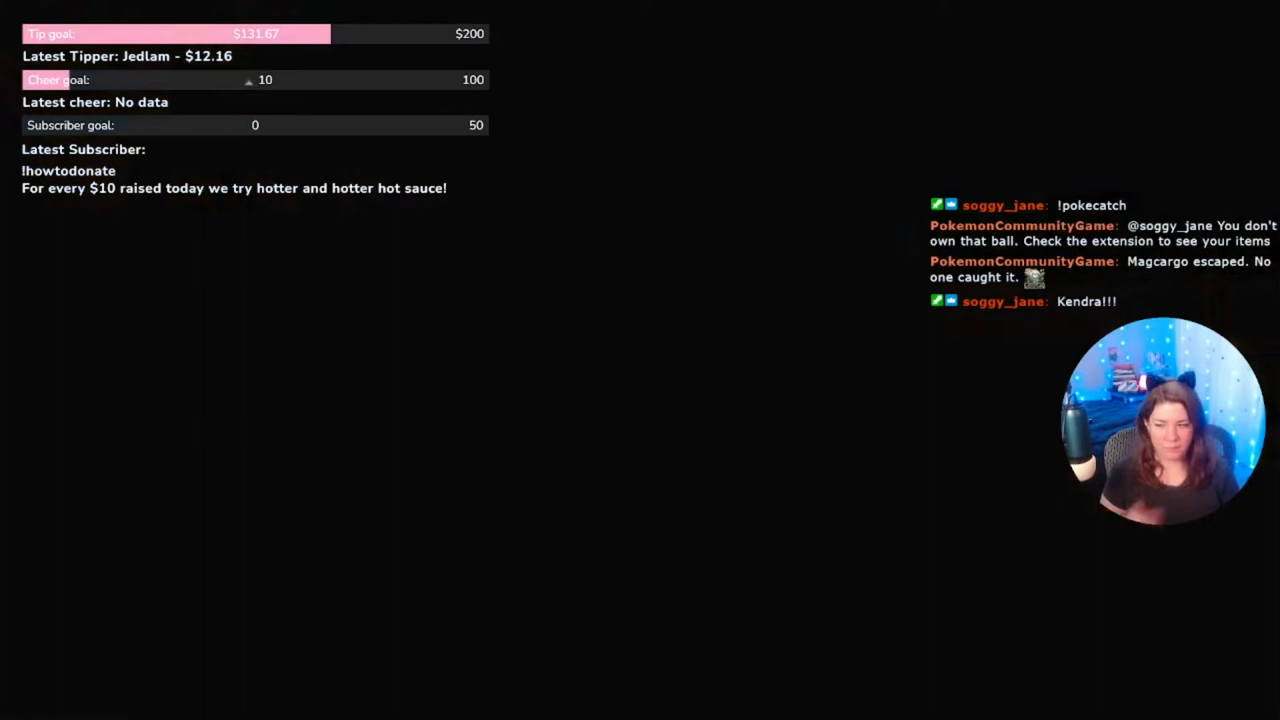 Tip goal: $131.67 $200
Latest Tipper: Jedlam - $12.16
Cheer goal: 10 100
Latest cheer: No data
Subscriber goal: 0 50
Latest Subscriber:
!howtodonate
For every $10 raised today we try hotter and hotter hot sauce!
soggy_jane: !pokecatch
PokemonCommunityGame: @soggy_jane You don't
own that ball. Check the extension to see your items
PokemonCommunityGame: Magcargo escaped. No
one caught it.
soggy_jane: Kendra!!!